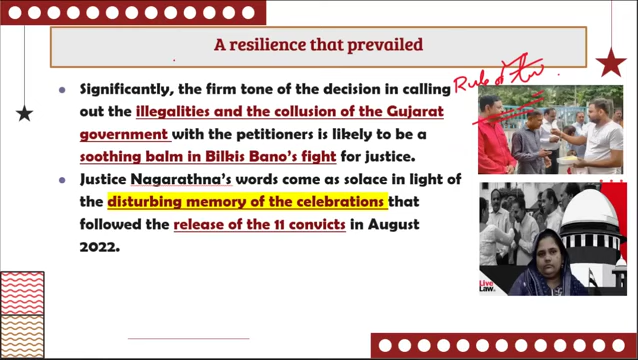 A resilience that prevailed
Significantly, the firm tone of the decision in calling
out the illegalities and the collusion of the Gujarat
government with the petitioners is likely to be a
soothing balm in Bilkis Bano's fight for justice.
Justice Nagarathna's words come as solace in light of
the disturbing memory of the celebrations that
followed the release of the 11 convicts in August
2022.
Rule of
Live
Law